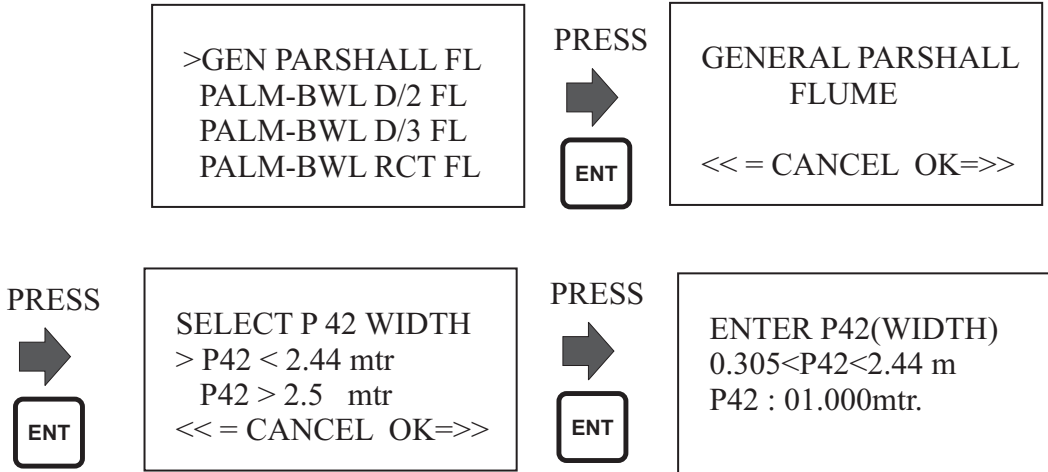 >GEN PARSHALL FL
PALM-BWL D/2 FL
PALM-BWL D/3 FL
PALM-BWL RCT FL
PRESS
ENT
GENERAL PARSHALL
FLUME
<< = CANCEL OK=>>
PRESS
ENT
SELECT P 42 WIDTH
> P42 < 2.44 mtr
P42 > 2.5 mtr
<< = CANCEL OK=>>
PRESS
ENT
ENTER P42(WIDTH)
0.305<P42<2.44 m
P42 : 01.000mtr.